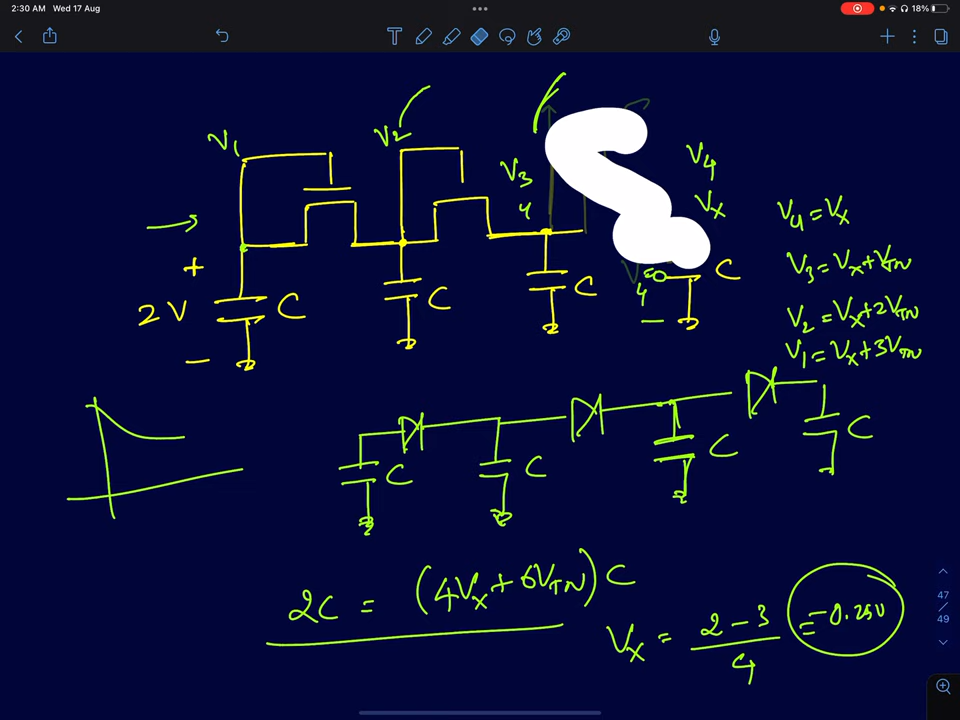 2:30 AM Wed 17 Aug
18%
T
V1
V2
V3
4
V4
Vx
V4 = Vx
V3 = Vx + VTN
V2 = Vx + 2VTN
V1 = Vx + 3VTN
+
2 V
−
C
C
C
4
−
C
C
C
C
C
2C = (4Vx + 6VTN) C
Vx = 2 − 3 / 4 = −0.25V
47
/
49